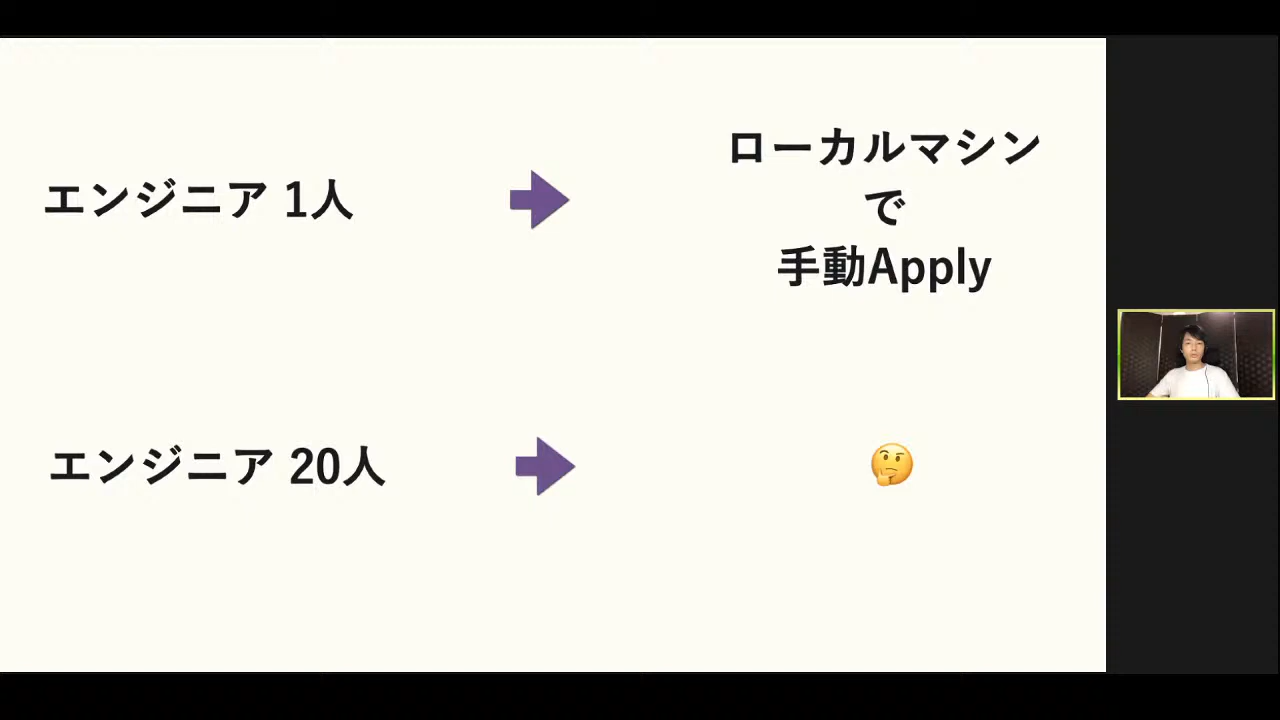 エンジニア 1人
ローカルマシン
で
手動Apply
エンジニア 20人